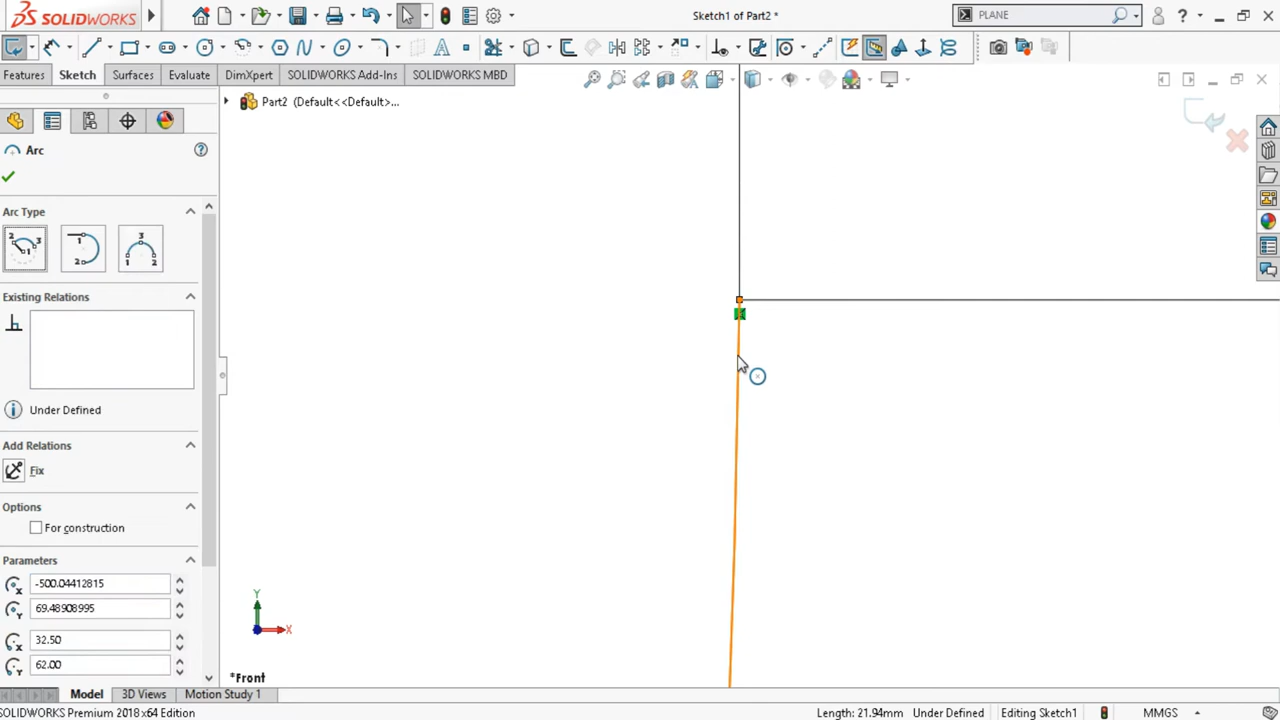 SOLIDWORKS
Sketch1 of Part2 *
PLANE
Features
Sketch
Surfaces
Evaluate
DimXpert
SOLIDWORKS Add-Ins
SOLIDWORKS MBD
Part2 (Default<<Default>...
Arc
Arc Type
Existing Relations
Under Defined
Add Relations
Fix
Options
For construction
Parameters
-500.04412815
69.48908995
32.50
62.00
Y
X
*Front
Model
3D Views
Motion Study 1
SOLIDWORKS Premium 2018 x64 Edition
Length: 21.94mm
Under Defined
Editing Sketch1
MMGS